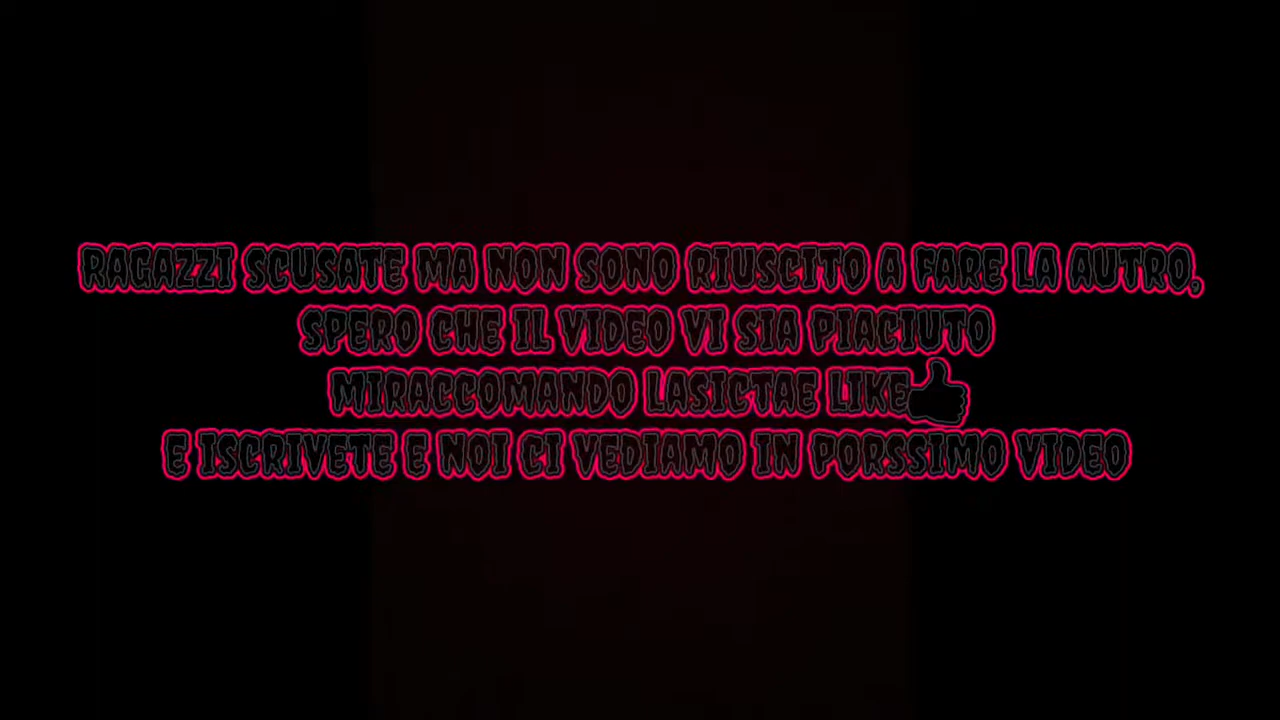 RAGAZZI SCUSATE MA NON SONO RIUSCITO A FARE LA AUTRO,
SPERO CHE IL VIDEO VI SIA PIACIUTO
MIRACCOMANDO LASICTAE LIKE👍
E ISCRIVETE E NOI CI VEDIAMO IN PORSSIMO VIDEO